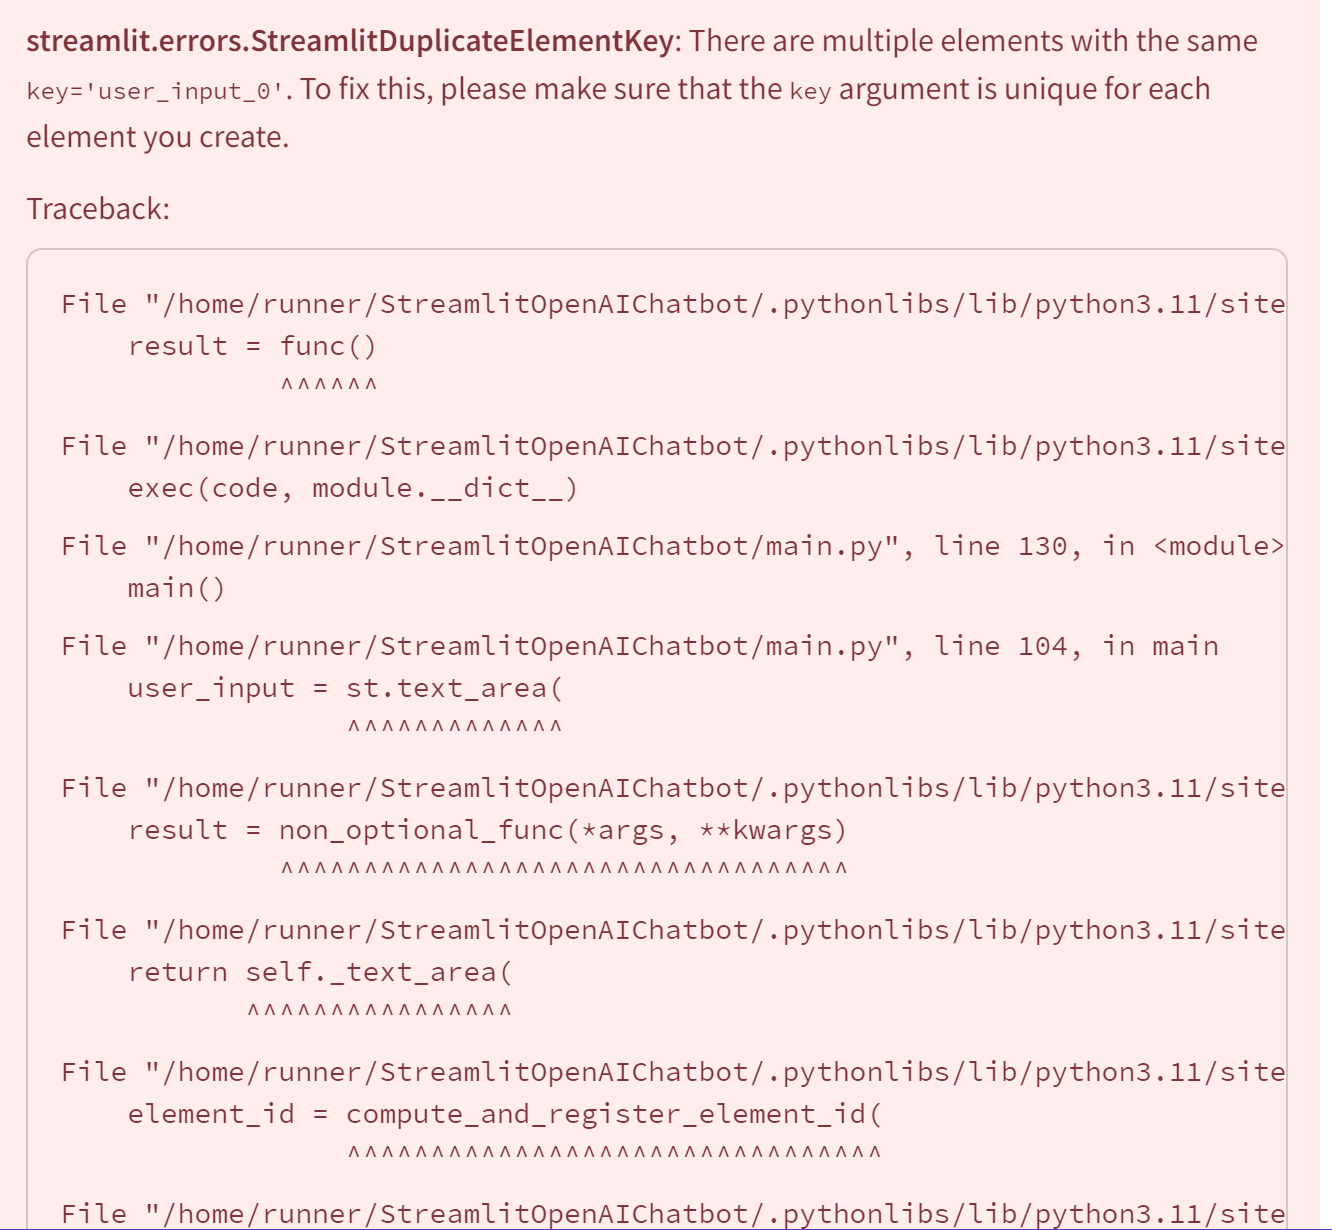 streamlit.errors.StreamlitDuplicateElementKey: There are multiple elements with the same
key='user_input_0'. To fix this, please make sure that the key argument is unique for each
element you create.
Traceback:
File "/home/runner/StreamlitOpenAIChatbot/.pythonlibs/lib/python3.11/site
    result = func()
             ^^^^^^
File "/home/runner/StreamlitOpenAIChatbot/.pythonlibs/lib/python3.11/site
    exec(code, module.__dict__)
File "/home/runner/StreamlitOpenAIChatbot/main.py", line 130, in <module>
    main()
File "/home/runner/StreamlitOpenAIChatbot/main.py", line 104, in main
    user_input = st.text_area(
                 ^^^^^^^^^^^^^
File "/home/runner/StreamlitOpenAIChatbot/.pythonlibs/lib/python3.11/site
    result = non_optional_func(*args, **kwargs)
             ^^^^^^^^^^^^^^^^^^^^^^^^^^^^^^^^^^
File "/home/runner/StreamlitOpenAIChatbot/.pythonlibs/lib/python3.11/site
    return self._text_area(
           ^^^^^^^^^^^^^^^^
File "/home/runner/StreamlitOpenAIChatbot/.pythonlibs/lib/python3.11/site
    element_id = compute_and_register_element_id(
                 ^^^^^^^^^^^^^^^^^^^^^^^^^^^^^^^^
File "/home/runner/StreamlitOpenAIChatbot/.pythonlibs/lib/python3.11/site